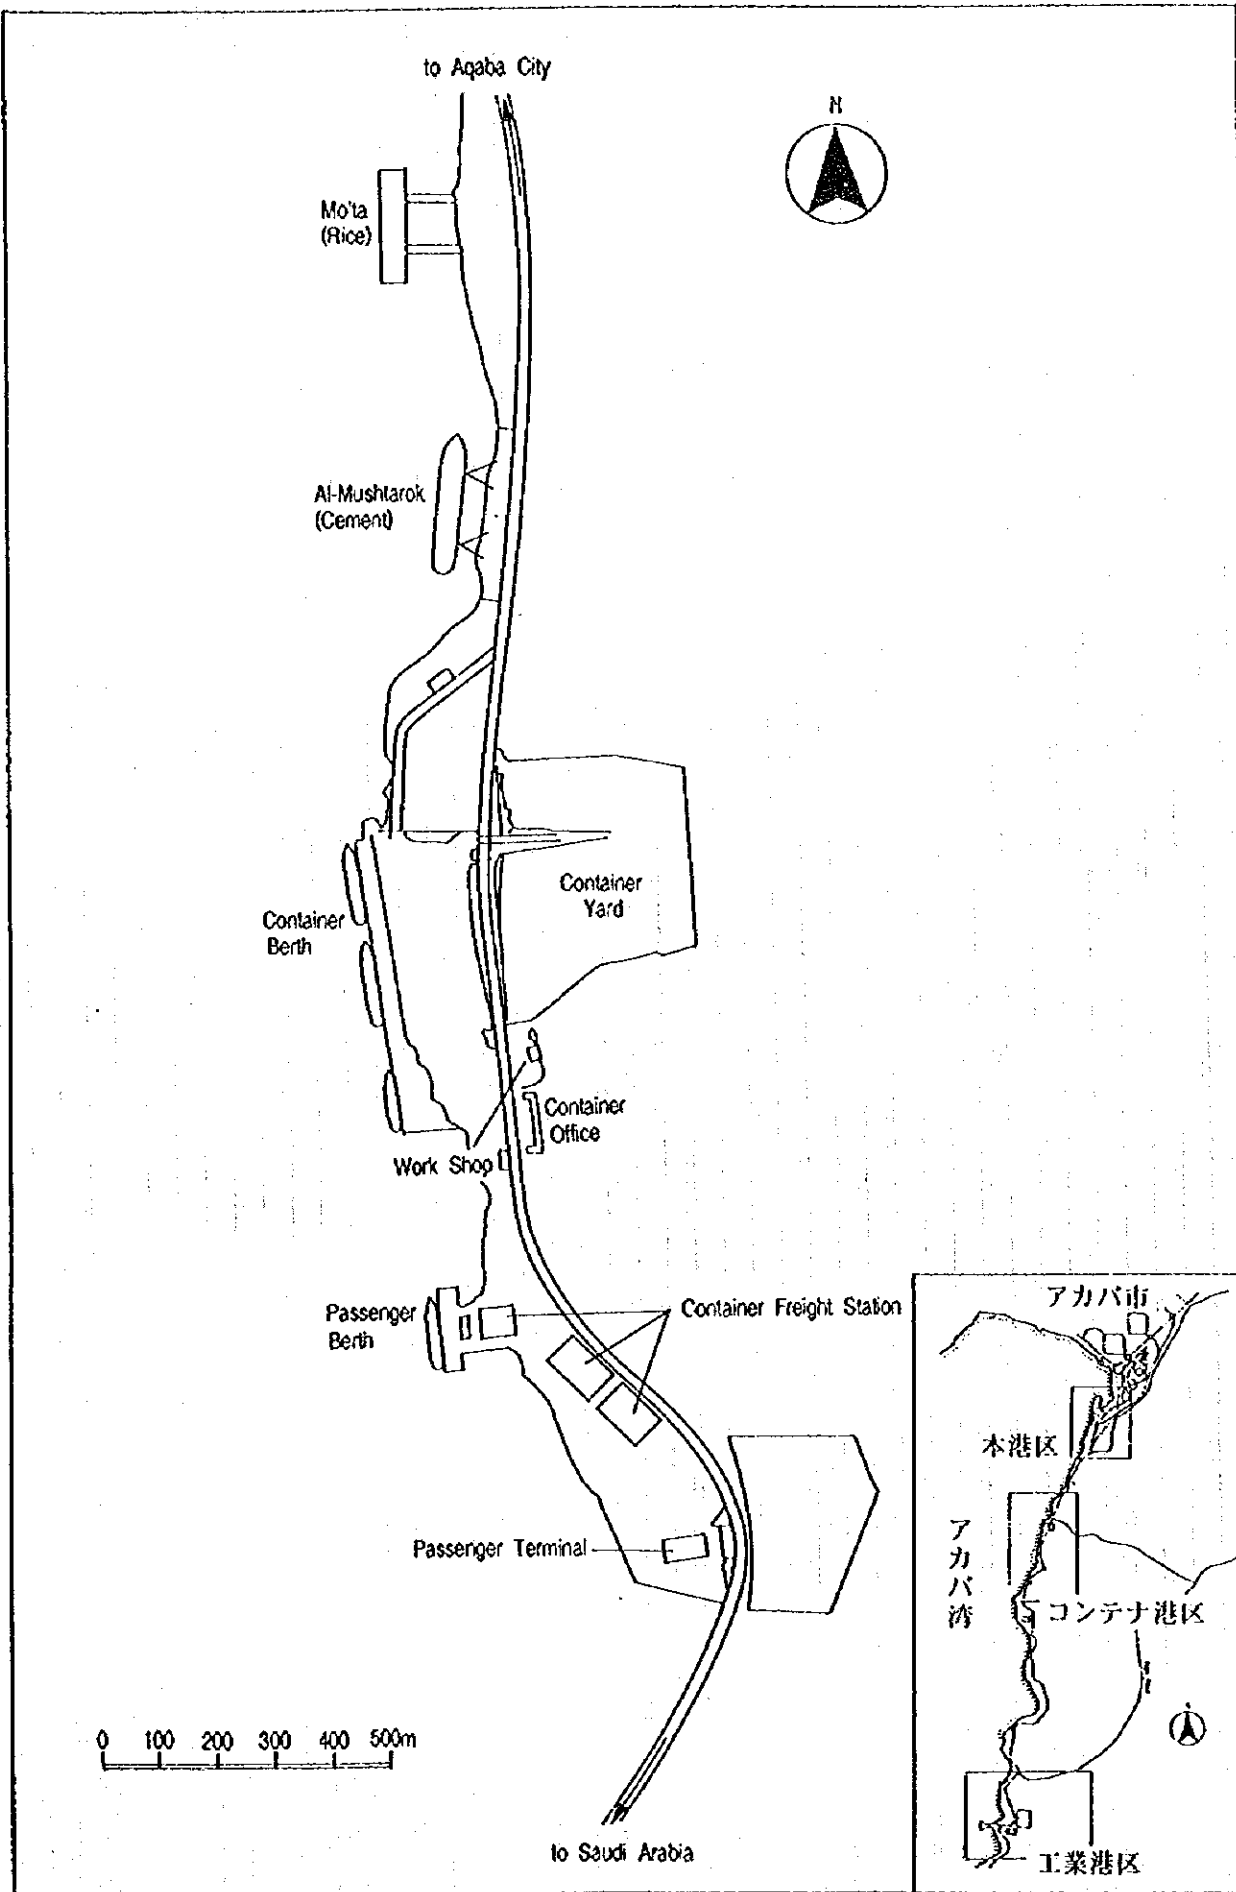 to Aqaba City
N
Mo'ta
(Rice)
Al-Mushtarok
(Cement)
Container
Yard
Container
Berth
Container
Office
Work Shop
Passenger
Berth
Container Freight Station
Passenger Terminal
0 100 200 300 400 500m
to Saudi Arabia
アカバ市
本港区
アカバ湾
コンテナ港区
工業港区